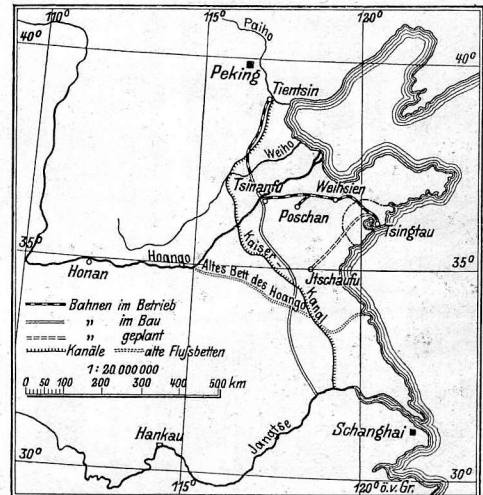 110°
115°
120°
40°
40°
Paiho
Peking
Tientsin
Weiho
Tsinanfu
Weihsien
Poschan
Tsingtau
35°
35°
Honan
Hoango
Kaiser-Kanal
Altes Bett des Hoango
Jtschaufu
Bahnen im Betrieb
" im Bau
" geplant
Kanäle alte Flußbetten
1:20 000 000
0 50 100 200 300 400 500 km
30°
Hankau
Jangtse
Schanghai
30°
115°
120° ö.v.Gr.